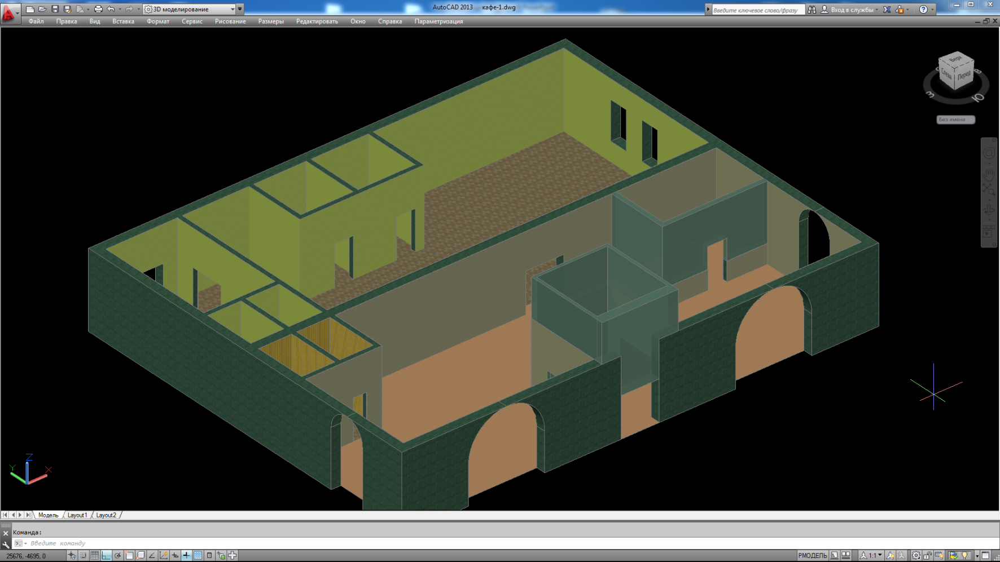 3D моделирование
AutoCAD 2013 кафе-1.dwg
Введите ключевое слово/фразу
Вход в службы
Файл Правка Вид Вставка Формат Сервис Рисование Размеры Редактировать Окно Справка Параметризация
Верх
Слева Перед
В
З Ю
Без имени
Z
Y X
Модель Layout1 Layout2
Команда:
Введите команду
25676, -4695, 0
РМОДЕЛЬ 1:1